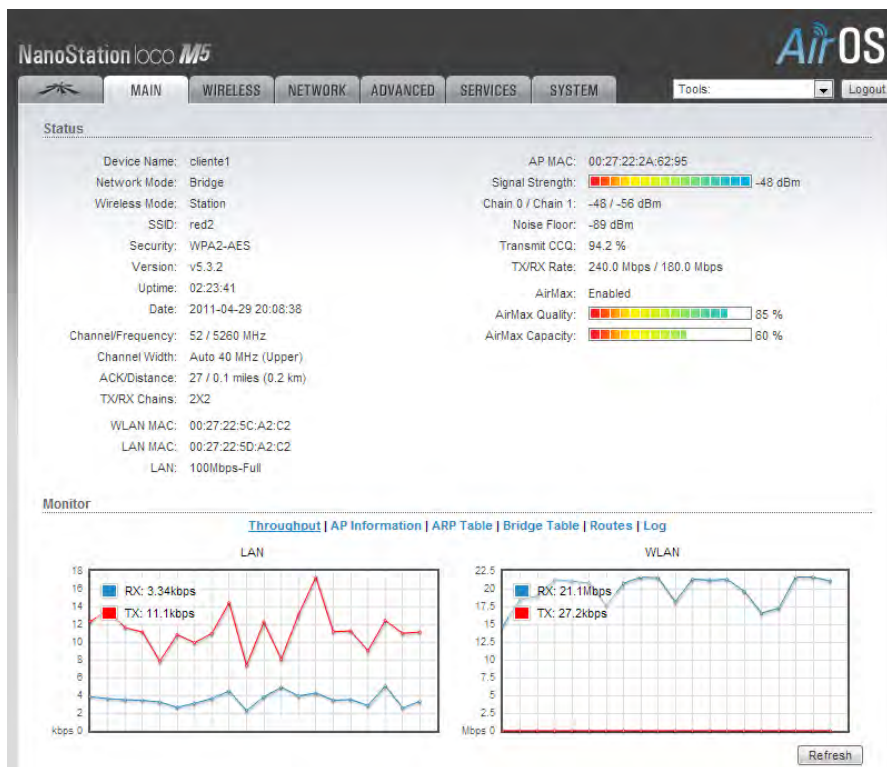 NanoStation loco M5
AirOS
MAIN WIRELESS NETWORK ADVANCED SERVICES SYSTEM Tools: Logout
Status
Device Name: cliente1
Network Mode: Bridge
Wireless Mode: Station
SSID: red2
Security: WPA2-AES
Version: v5.3.2
Uptime: 02:23:41
Date: 2011-04-29 20:08:38
Channel/Frequency: 52 / 5260 MHz
Channel Width: Auto 40 MHz (Upper)
ACK/Distance: 27 / 0.1 miles (0.2 km)
TX/RX Chains: 2X2
WLAN MAC: 00:27:22:5C:A2:C2
LAN MAC: 00:27:22:5D:A2:C2
LAN: 100Mbps-Full
AP MAC: 00:27:22:2A:62:95
Signal Strength: -48 dBm
Chain 0 / Chain 1: -48 / -56 dBm
Noise Floor: -89 dBm
Transmit CCQ: 94.2 %
TX/RX Rate: 240.0 Mbps / 180.0 Mbps
AirMax: Enabled
AirMax Quality: 85 %
AirMax Capacity: 60 %
Monitor
Throughput | AP Information | ARP Table | Bridge Table | Routes | Log
LAN
18
16
14
12
10
8
6
4
2
kbps 0
RX: 3.34kbps
TX: 11.1kbps
WLAN
22.5
20
17.5
15
12.5
10
7.5
5
2.5
Mbps 0
RX: 21.1Mbps
TX: 27.2kbps
Refresh